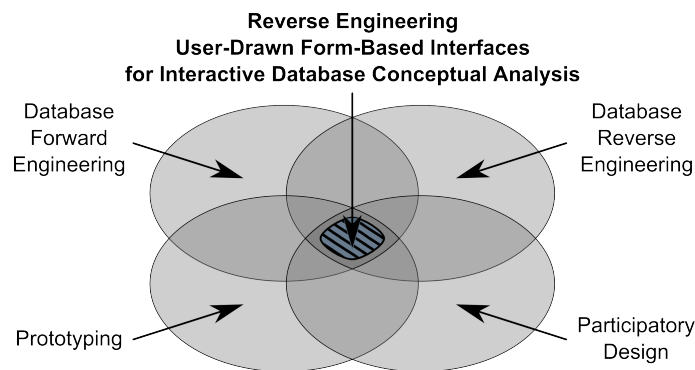 Reverse Engineering
User-Drawn Form-Based Interfaces
for Interactive Database Conceptual Analysis
Database
Forward
Engineering
Database
Reverse
Engineering
Prototyping
Participatory
Design